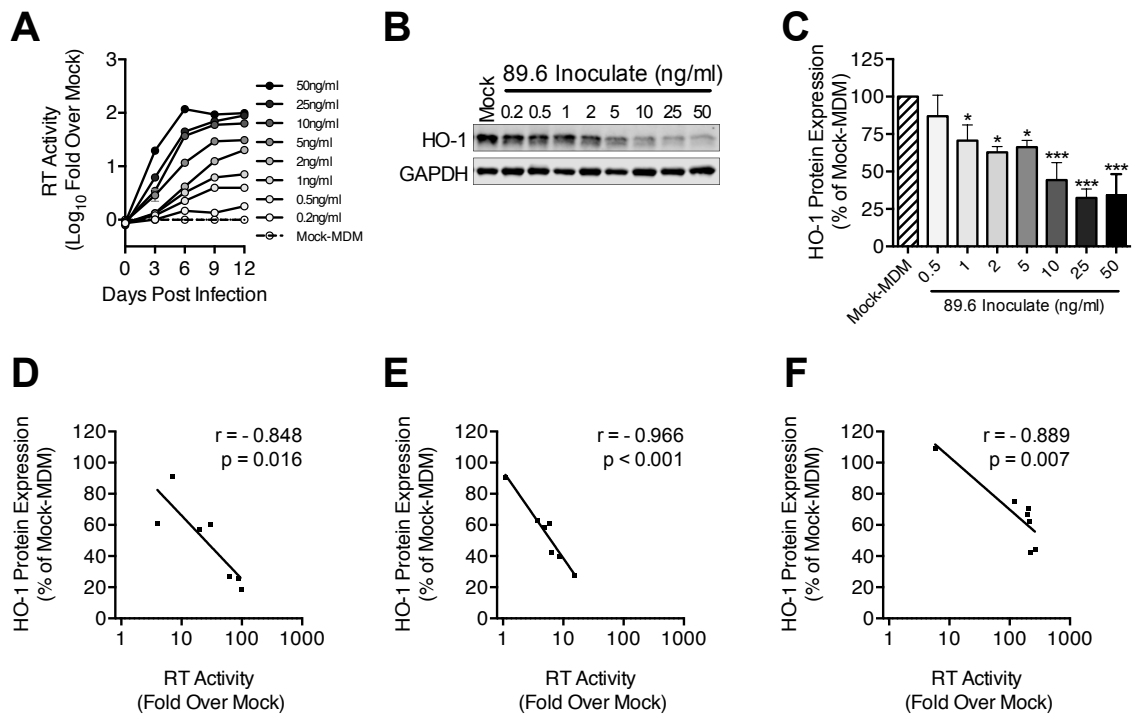 A
3
2
1
0
RT Activity
(Log10 Fold Over Mock)
0 3 6 9 12
Days Post Infection
50ng/ml
25ng/ml
10ng/ml
5ng/ml
2ng/ml
1ng/ml
0.5ng/ml
0.2ng/ml
Mock-MDM
B
Mock
89.6 Inoculate (ng/ml)
0.2 0.5 1 2 5 10 25 50
HO-1
GAPDH
C
HO-1 Protein Expression
(% of Mock-MDM)
125
100
75
50
25
0
* * * *** *** ***
Mock-MDM 0.5 1 2 5 10 25 50
89.6 Inoculate (ng/ml)
D
HO-1 Protein Expression
(% of Mock-MDM)
120
100
80
60
40
20
0
r = - 0.848
p = 0.016
1 10 100 1000
RT Activity
(Fold Over Mock)
E
HO-1 Protein Expression
(% of Mock-MDM)
120
100
80
60
40
20
0
r = - 0.966
p < 0.001
1 10 100 1000
RT Activity
(Fold Over Mock)
F
HO-1 Protein Expression
(% of Mock-MDM)
120
100
80
60
40
20
0
r = - 0.889
p = 0.007
1 10 100 1000
RT Activity
(Fold Over Mock)